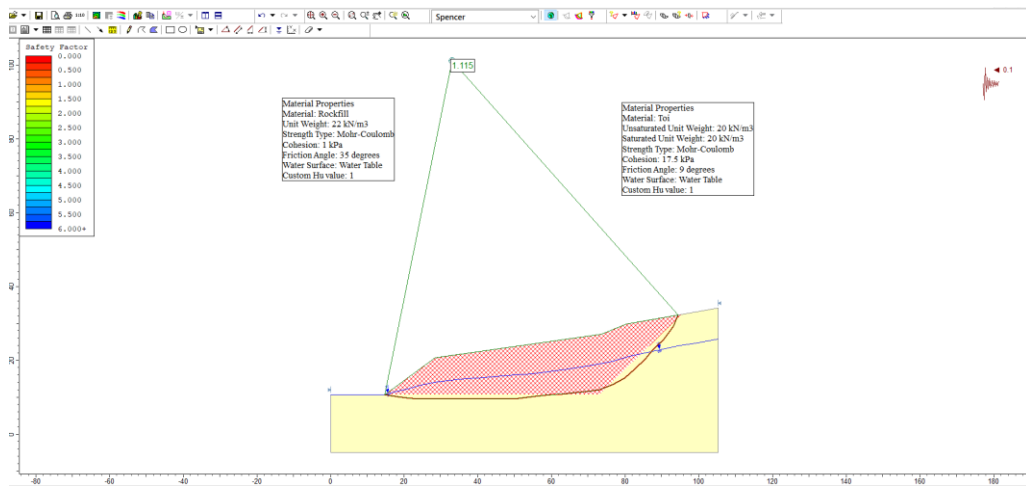 Spencer
Safety Factor
0.000
0.500
1.000
1.500
2.000
2.500
3.000
3.500
4.000
4.500
5.000
5.500
6.000+
1.115
0.1
Material Properties
Material: Rockfill
Unit Weight: 22 kN/m3
Strength Type: Mohr-Coulomb
Cohesion: 1 kPa
Friction Angle: 35 degrees
Water Surface: Water Table
Custom Hu value: 1
Material Properties
Material: Toi
Unsaturated Unit Weight: 20 kN/m3
Saturated Unit Weight: 20 kN/m3
Strength Type: Mohr-Coulomb
Cohesion: 17.5 kPa
Friction Angle: 9 degrees
Water Surface: Water Table
Custom Hu value: 1
100
80
60
40
20
0
-80 -60 -40 -20 0 20 40 60 80 100 120 140 160 180